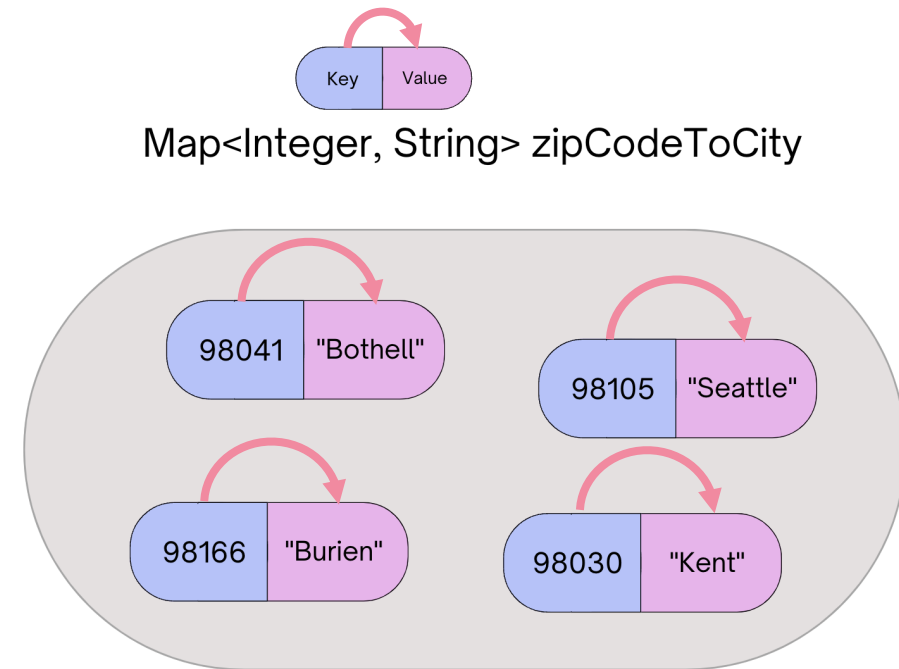 Key Value
Map<Integer, String> zipCodeToCity
98041 "Bothell"
98105 "Seattle"
98166 "Burien"
98030 "Kent"